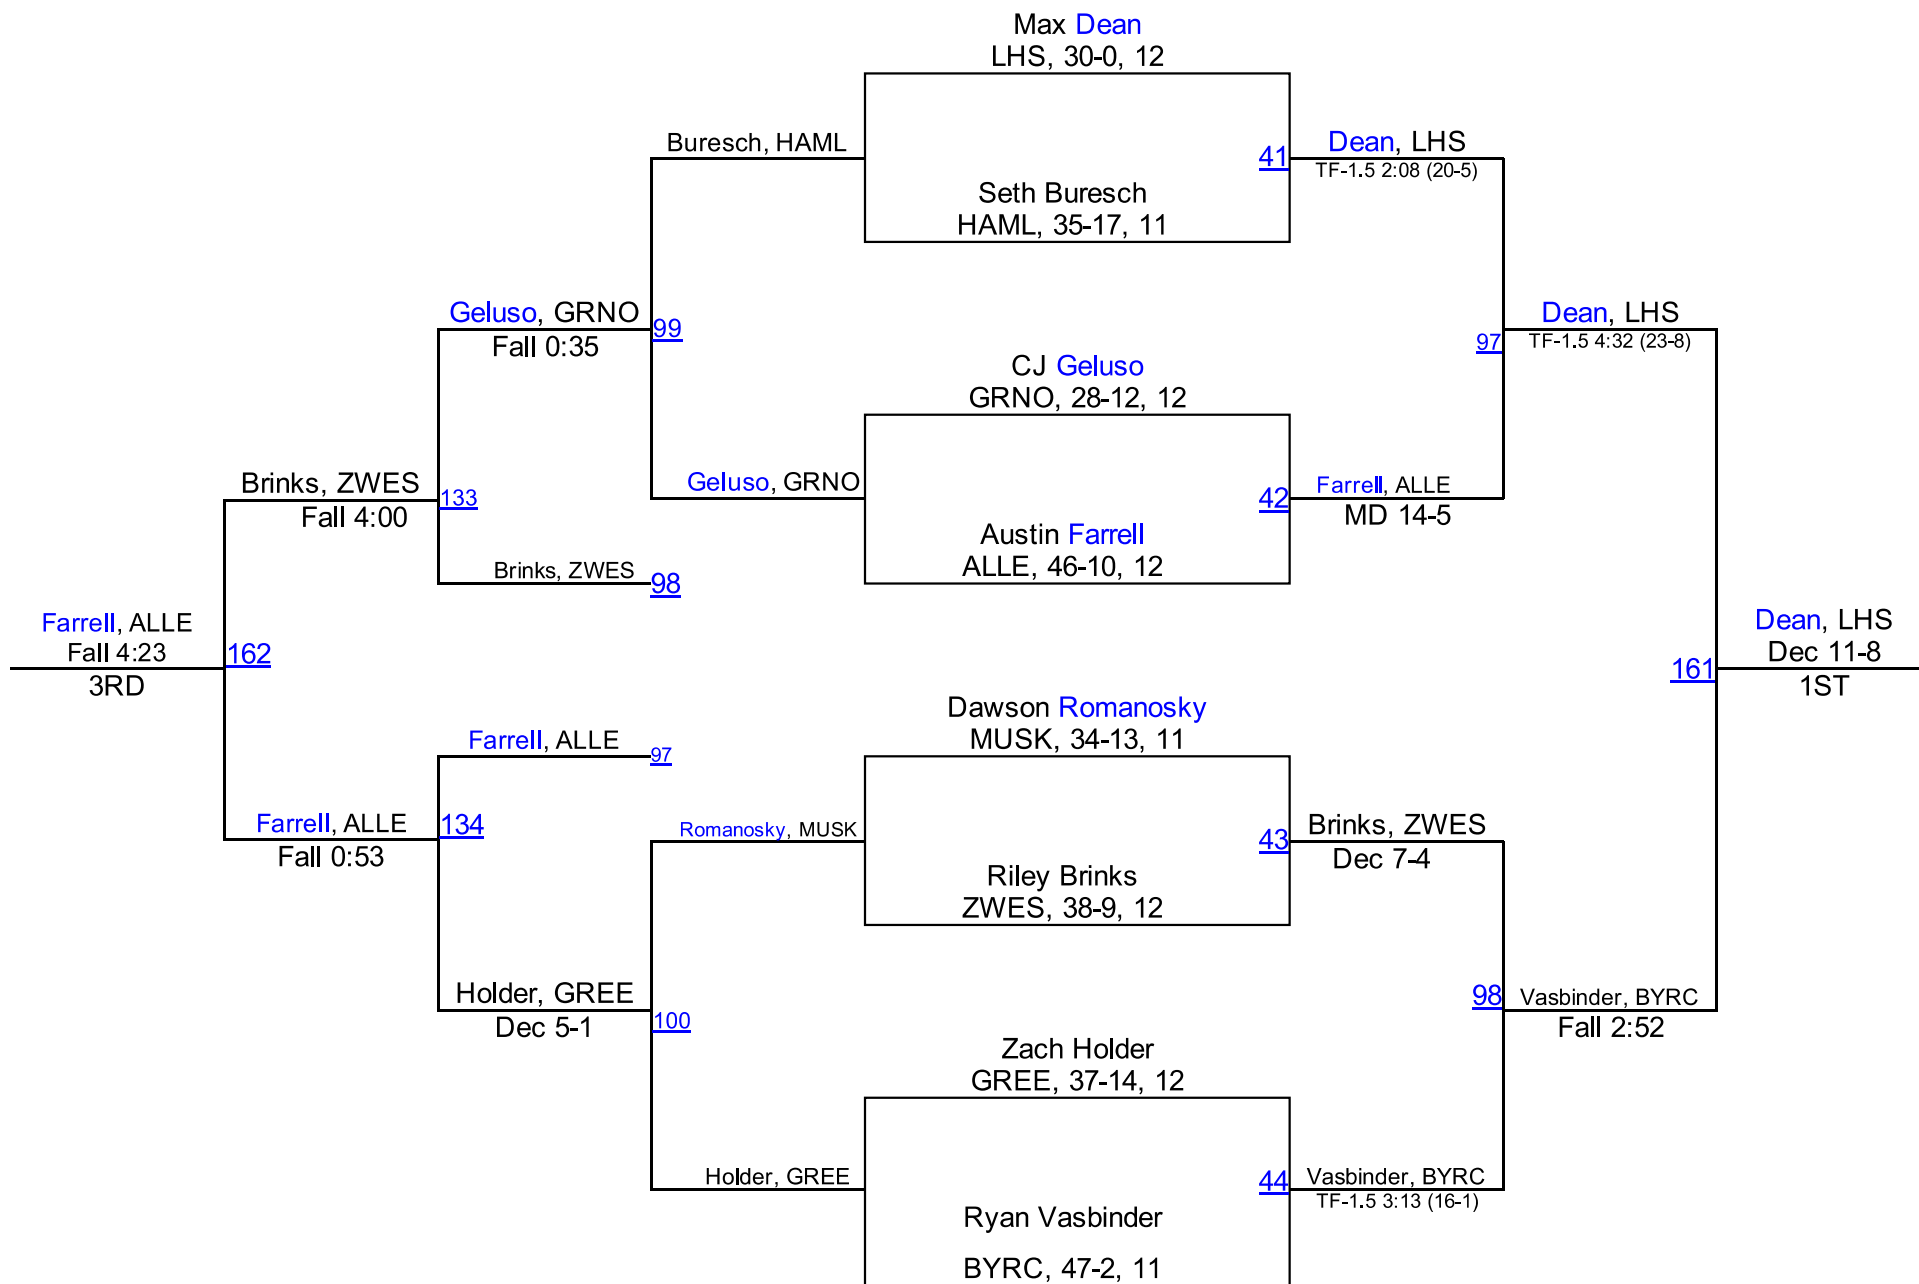 Max Dean
LHS, 30-0, 12
Buresch, HAML
41
Dean, LHS
TF-1.5 2:08 (20-5)
Seth Buresch
HAML, 35-17, 11
Geluso, GRNO
Fall 0:35
99
Dean, LHS
TF-1.5 4:32 (23-8)
97
CJ Geluso
GRNO, 28-12, 12
Brinks, ZWES
Fall 4:00
133
Geluso, GRNO
42
Farrell, ALLE
MD 14-5
Austin Farrell
ALLE, 46-10, 12
Brinks, ZWES
98
Farrell, ALLE
Fall 4:23
3RD
162
161
Dean, LHS
Dec 11-8
1ST
Dawson Romanosky
MUSK, 34-13, 11
Farrell, ALLE
97
Farrell, ALLE
Fall 0:53
134
Romanosky, MUSK
43
Brinks, ZWES
Dec 7-4
Riley Brinks
ZWES, 38-9, 12
Holder, GREE
Dec 5-1
100
98
Vasbinder, BYRC
Fall 2:52
Zach Holder
GREE, 37-14, 12
Holder, GREE
44
Vasbinder, BYRC
TF-1.5 3:13 (16-1)
Ryan Vasbinder
BYRC, 47-2, 11